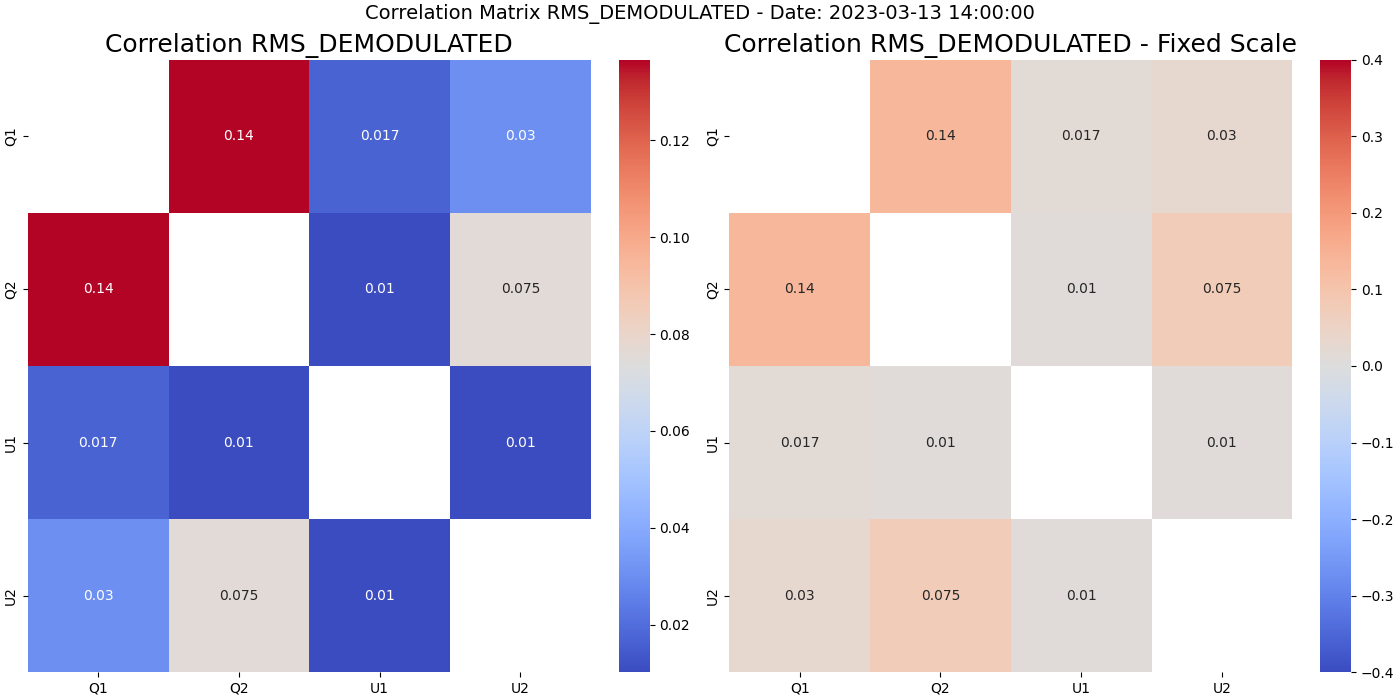 Correlation Matrix RMS_DEMODULATED - Date: 2023-03-13 14:00:00
Correlation RMS_DEMODULATED
Q1
0.14
0.017
0.03
Q2
0.14
0.01
0.075
U1
0.017
0.01
0.01
U2
0.03
0.075
0.01
Q1
Q2
U1
U2
0.12
0.10
0.08
0.06
0.04
0.02
Correlation RMS_DEMODULATED - Fixed Scale
Q1
0.14
0.017
0.03
Q2
0.14
0.01
0.075
U1
0.017
0.01
0.01
U2
0.03
0.075
0.01
Q1
Q2
U1
U2
0.4
0.3
0.2
0.1
0.0
−0.1
−0.2
−0.3
−0.4